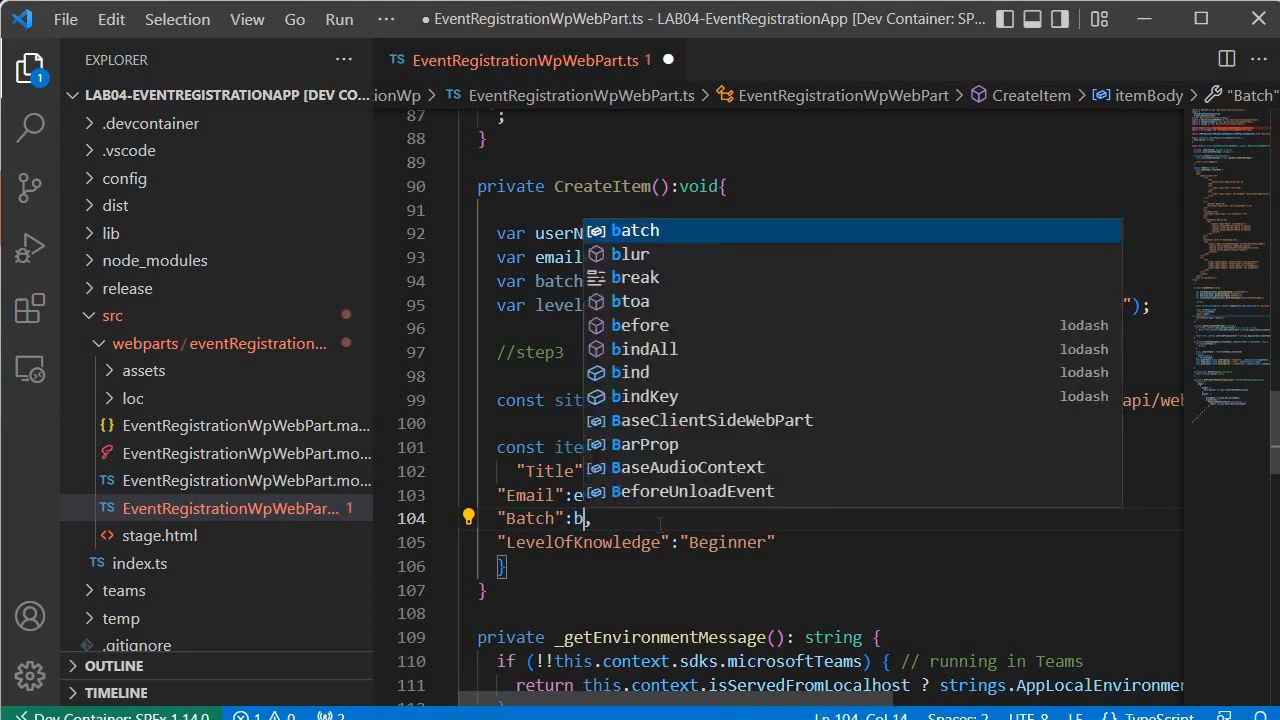 File Edit Selection View Go Run ··· ● EventRegistrationWpWebPart.ts - LAB04-EventRegistrationApp [Dev Container: SP...
EXPLORER ···
TS EventRegistrationWpWebPart.ts 1 ●
1
LAB04-EVENTREGISTRATIONAPP [DEV CO...
ionWp > TS EventRegistrationWpWebPart.ts > EventRegistrationWpWebPart > CreateItem > itemBody > "Batch"
.devcontainer
.vscode
config
dist
lib
node_modules
release
src
webparts / eventRegistration...
assets
loc
{} EventRegistrationWpWebPart.ma...
EventRegistrationWpWebPart.mo...
TS EventRegistrationWpWebPart.mo...
TS EventRegistrationWpWebPar... 1
<> stage.html
TS index.ts
teams
temp
.gitignore
OUTLINE
TIMELINE
87 ;
88 }
89
90 private CreateItem():void{
91
92 var userN
93 var email
94 var batch
95 var level ");
96
97 //step3
98
99 const sit api/web
100
101 const ite
102 "Title"
103 "Email":e
104 "Batch":b,
105 "LevelOfKnowledge":"Beginner"
106 }
107 }
108
109 private _getEnvironmentMessage(): string {
110 if (!!this.context.sdks.microsoftTeams) { // running in Teams
111 return this.context.isServedFromLocalhost ? strings.AppLocalEnvironme
batch
blur
break
btoa
before lodash
bindAll lodash
bind lodash
bindKey lodash
BaseClientSideWebPart
BarProp
BaseAudioContext
BeforeUnloadEvent
Dev Container: SPFx 1.14.0 1 0 2 Ln 104, Col 14 Spaces: 2 UTF-8 LF {} TypeScript